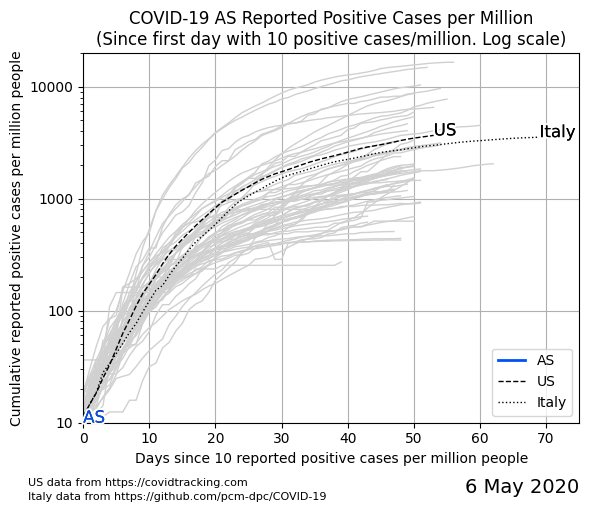 COVID-19 AS Reported Positive Cases per Million
(Since first day with 10 positive cases/million. Log scale)
Cumulative reported positive cases per million people
10000
1000
100
10
US
Italy
AS
AS
US
Italy
0 10 20 30 40 50 60 70
Days since 10 reported positive cases per million people
US data from https://covidtracking.com
Italy data from https://github.com/pcm-dpc/COVID-19
6 May 2020